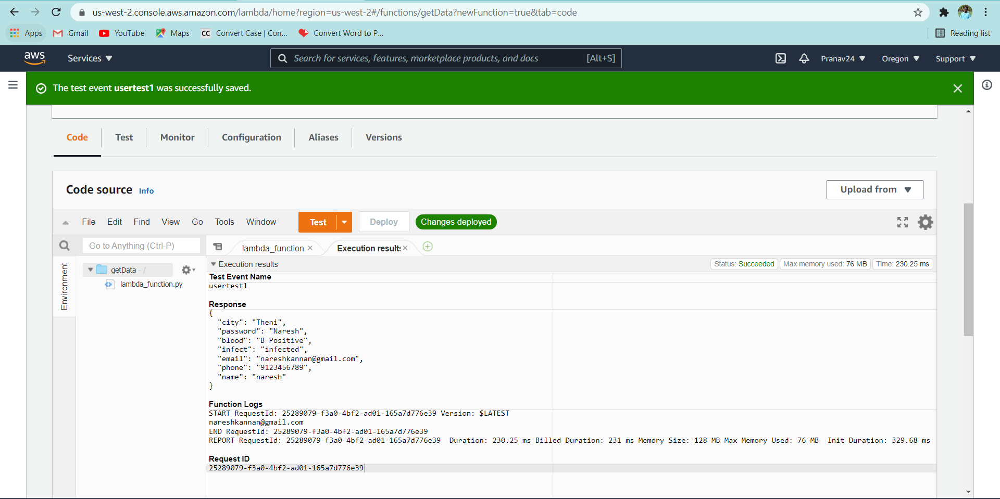 us-west-2.console.aws.amazon.com/lambda/home?region=us-west-2#/functions/getData?newFunction=true&tab=code
Apps Gmail YouTube Maps CC Convert Case | Con... Convert Word to P... Reading list
aws Services Search for services, features, marketplace products, and docs [Alt+S] Pranav24 Oregon Support
The test event usertest1 was successfully saved.
Code Test Monitor Configuration Aliases Versions
Code source Info Upload from
File Edit Find View Go Tools Window Test Deploy Changes deployed
Go to Anything (Ctrl-P) lambda_function Execution results
Environment
getData - /
lambda_function.py
Execution results Status: Succeeded Max memory used: 76 MB Time: 230.25 ms
Test Event Name
usertest1
Response
{
"city": "Theni",
"password": "Naresh",
"blood": "B Positive",
"infect": "infected",
"email": "nareshkannan@gmail.com",
"phone": "9123456789",
"name": "naresh"
}
Function Logs
START RequestId: 25289079-f3a0-4bf2-ad01-165a7d776e39 Version: $LATEST
nareshkannan@gmail.com
END RequestId: 25289079-f3a0-4bf2-ad01-165a7d776e39
REPORT RequestId: 25289079-f3a0-4bf2-ad01-165a7d776e39 Duration: 230.25 ms Billed Duration: 231 ms Memory Size: 128 MB Max Memory Used: 76 MB Init Duration: 329.68 ms
Request ID
25289079-f3a0-4bf2-ad01-165a7d776e39